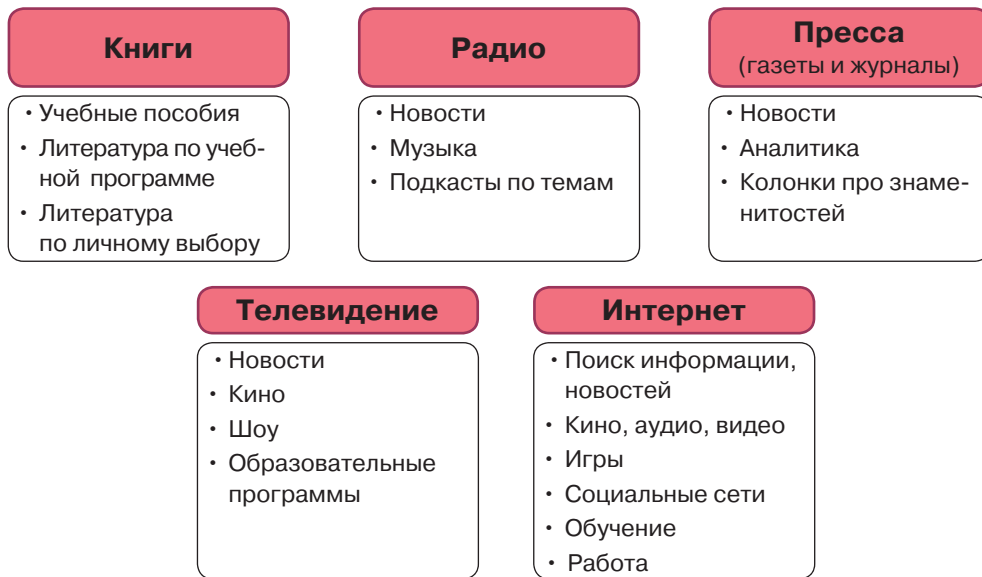 Книги
• Учебные пособия
• Литература по учеб-
ной программе
• Литература
по личному выбору
Радио
• Новости
• Музыка
• Подкасты по темам
Пресса
(газеты и журналы)
• Новости
• Аналитика
• Колонки про знаме-
нитостей
Телевидение
• Новости
• Кино
• Шоу
• Образовательные
программы
Интернет
• Поиск информации,
новостей
• Кино, аудио, видео
• Игры
• Социальные сети
• Обучение
• Работа